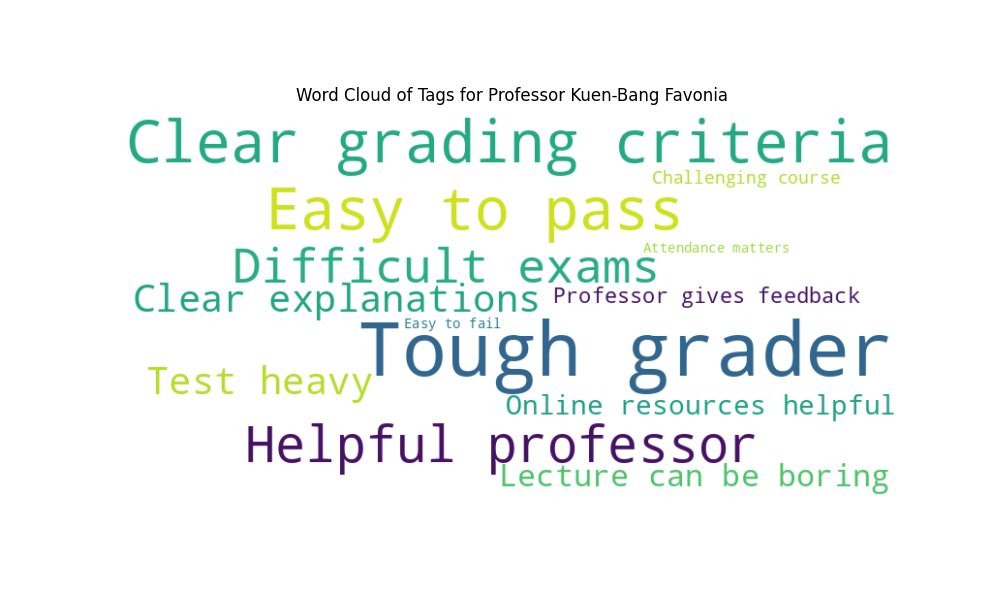 Word Cloud of Tags for Professor Kuen-Bang Favonia
Clear grading criteria
Challenging course
Easy to pass
Attendance matters
Difficult exams
Clear explanations
Professor gives feedback
Easy to fail
Tough grader
Test heavy
Online resources helpful
Helpful professor
Lecture can be boring